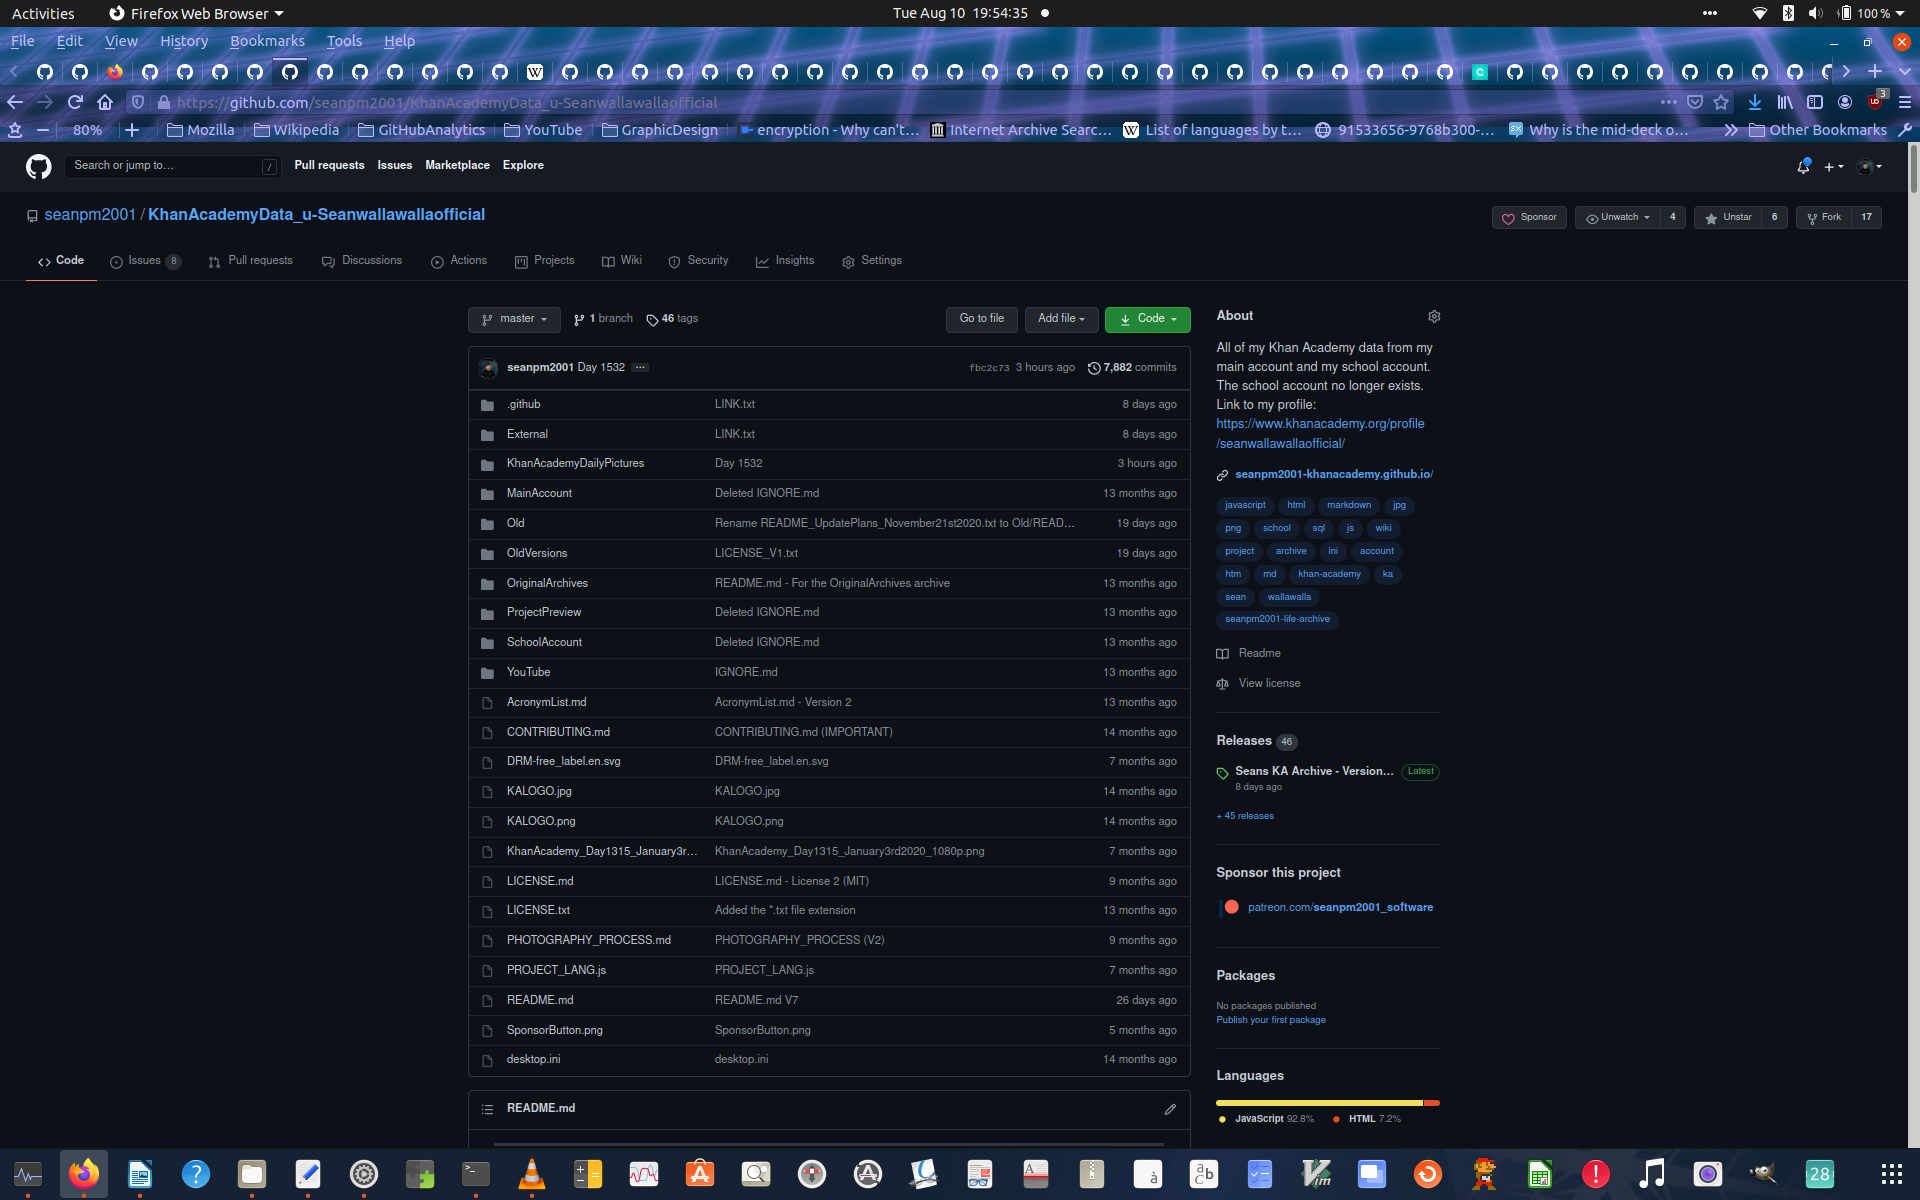 Activities Firefox Web Browser Tue Aug 10 19:54:35 100 %
File Edit View History Bookmarks Tools Help
https://github.com/seanpm2001/KhanAcademyData_u-Seanwallawallaofficial 3
80% Mozilla Wikipedia GitHubAnalytics YouTube GraphicDesign encryption - Why can't… Internet Archive Searc… List of languages by t… 91533656-9768b300-… Why is the mid-deck o… Other Bookmarks
Search or jump to… / Pull requests Issues Marketplace Explore
seanpm2001 / KhanAcademyData_u-Seanwallawallaofficial Sponsor Unwatch 4 Unstar 6 Fork 17
Code Issues 8 Pull requests Discussions Actions Projects Wiki Security Insights Settings
master 1 branch 46 tags Go to file Add file Code
seanpm2001 Day 1532 … fbc2c73 3 hours ago 7,882 commits
.github LINK.txt 8 days ago
External LINK.txt 8 days ago
KhanAcademyDailyPictures Day 1532 3 hours ago
MainAccount Deleted IGNORE.md 13 months ago
Old Rename README_UpdatePlans_November21st2020.txt to Old/READ… 19 days ago
OldVersions LICENSE_V1.txt 19 days ago
OriginalArchives README.md - For the OriginalArchives archive 13 months ago
ProjectPreview Deleted IGNORE.md 13 months ago
SchoolAccount Deleted IGNORE.md 13 months ago
YouTube IGNORE.md 13 months ago
AcronymList.md AcronymList.md - Version 2 13 months ago
CONTRIBUTING.md CONTRIBUTING.md (IMPORTANT) 14 months ago
DRM-free_label.en.svg DRM-free_label.en.svg 7 months ago
KALOGO.jpg KALOGO.jpg 14 months ago
KALOGO.png KALOGO.png 14 months ago
KhanAcademy_Day1315_January3r… KhanAcademy_Day1315_January3rd2020_1080p.png 7 months ago
LICENSE.md LICENSE.md - License 2 (MIT) 9 months ago
LICENSE.txt Added the *.txt file extension 13 months ago
PHOTOGRAPHY_PROCESS.md PHOTOGRAPHY_PROCESS (V2) 9 months ago
PROJECT_LANG.js PROJECT_LANG.js 7 months ago
README.md README.md V7 26 days ago
SponsorButton.png SponsorButton.png 5 months ago
desktop.ini desktop.ini 14 months ago
README.md
About
All of my Khan Academy data from my
main account and my school account.
The school account no longer exists.
Link to my profile:
https://www.khanacademy.org/profile
/seanwallawallaofficial/
seanpm2001-khanacademy.github.io/
javascript html markdown jpg
png school sql js wiki
project archive ini account
htm md khan-academy ka
sean wallawalla
seanpm2001-life-archive
Readme
View license
Releases 46
Seans KA Archive - Version… Latest
8 days ago
+ 45 releases
Sponsor this project
patreon.com/seanpm2001_software
Packages
No packages published
Publish your first package
Languages
JavaScript 92.8% HTML 7.2%
28